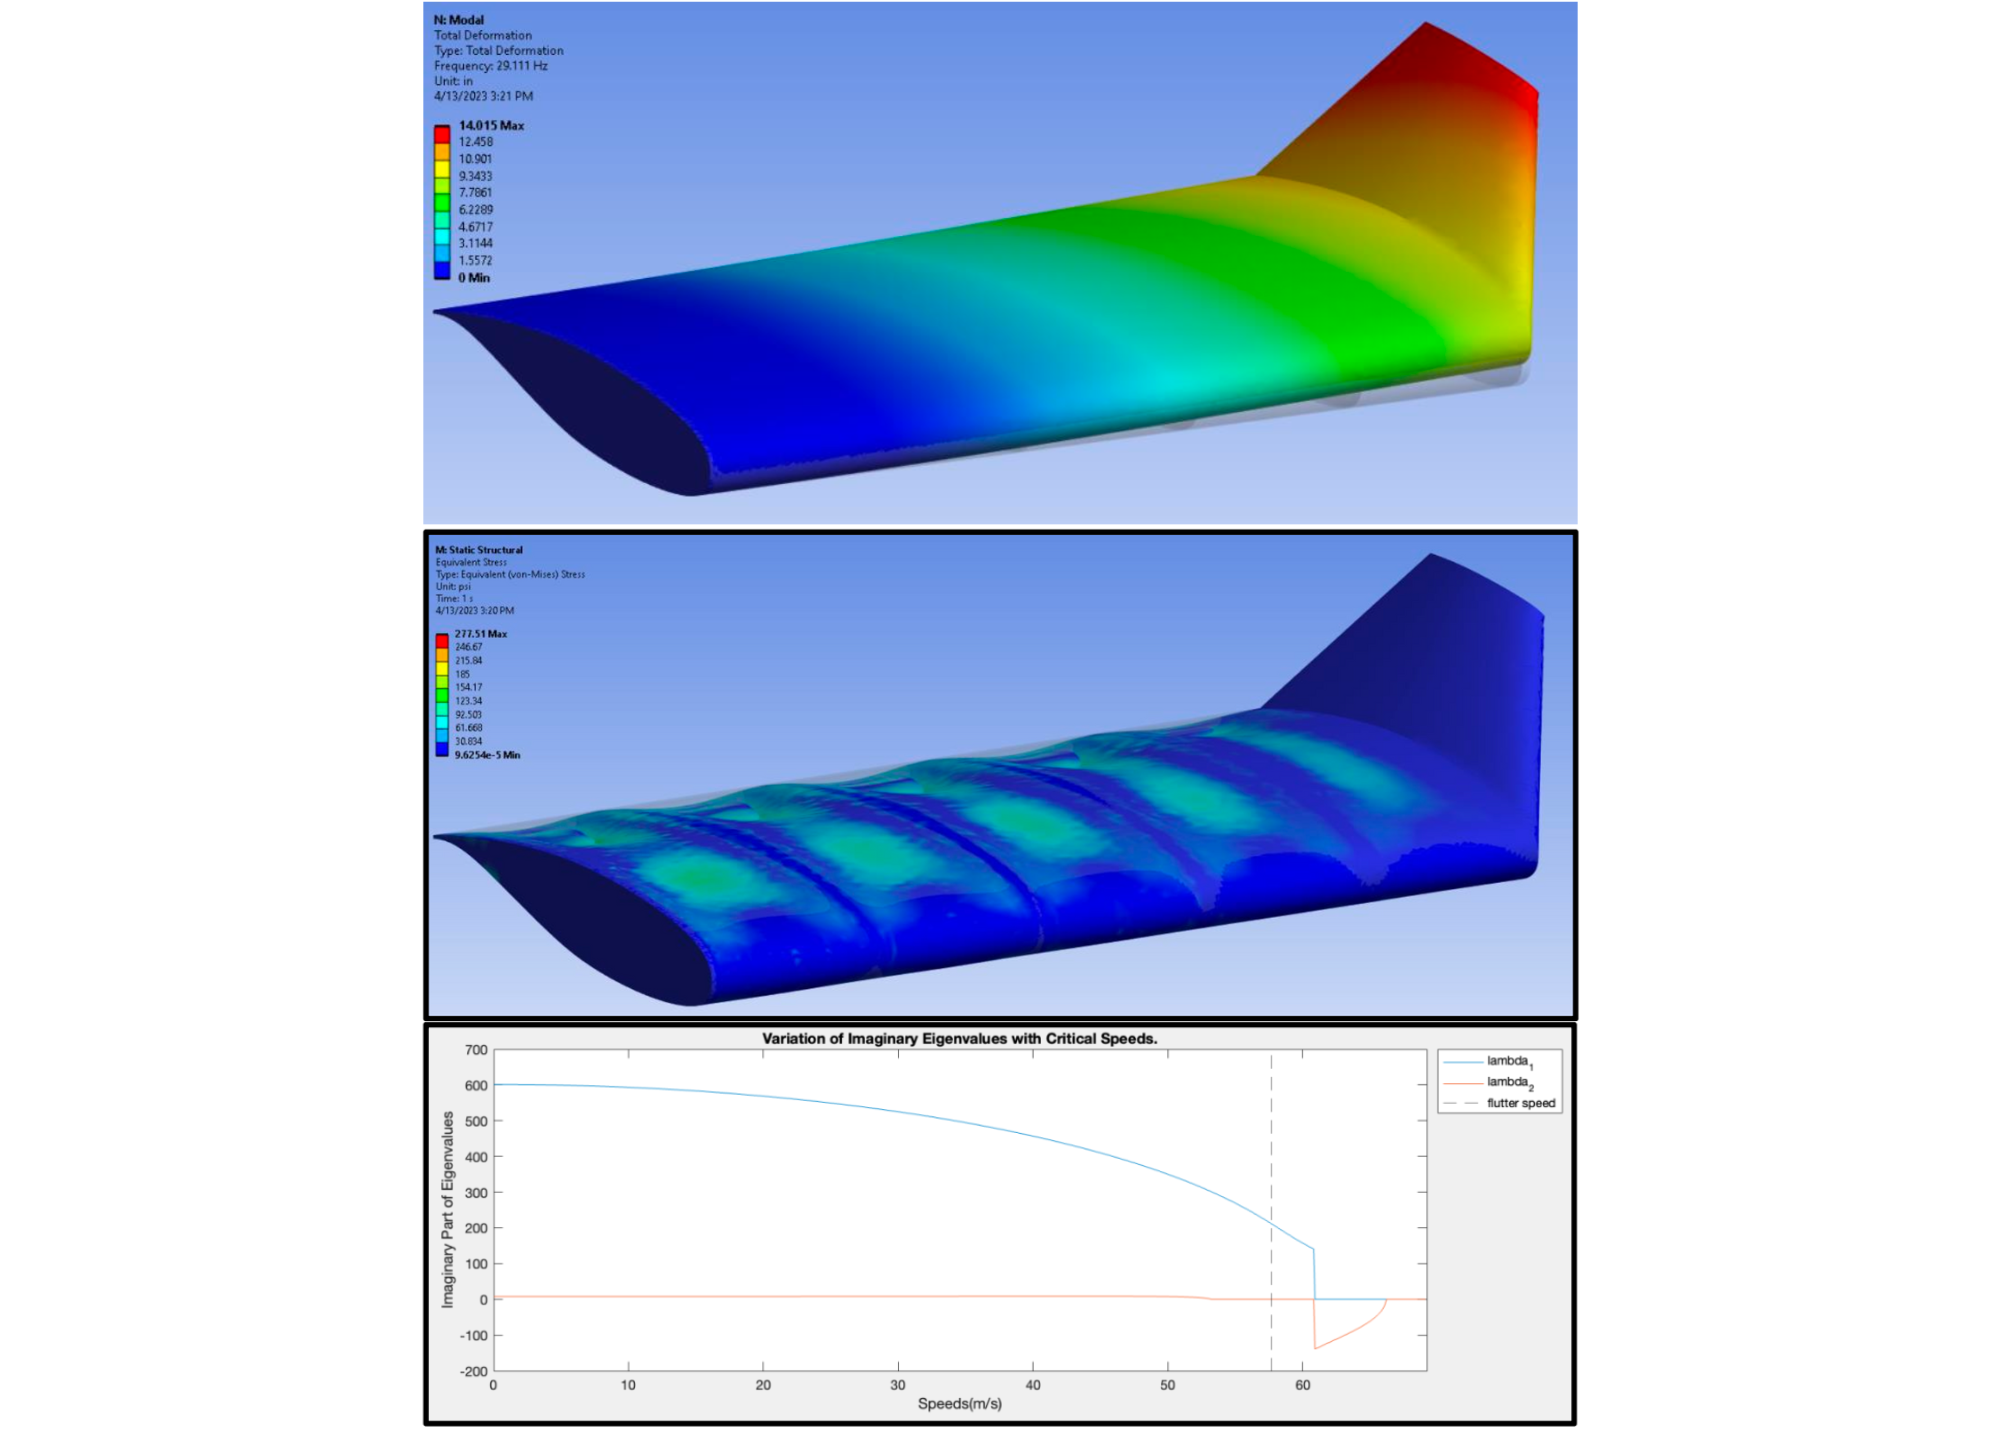 N: Modal
Total Deformation
Type: Total Deformation
Frequency: 29.111 Hz
Unit: in
4/13/2023 3:21 PM
14.015 Max
12.458
10.901
9.3433
7.7861
6.2289
4.6717
3.1144
1.5572
0 Min
M: Static Structural
Equivalent Stress
Type: Equivalent (von-Mises) Stress
Unit: psi
Time: 1 s
4/13/2023 3:20 PM
277.51 Max
246.67
215.84
185
154.17
123.34
92.503
61.668
30.834
9.6254e-5 Min
Variation of Imaginary Eigenvalues with Critical Speeds.
700
600
500
400
300
200
100
0
-100
-200
Imaginary Part of Eigenvalues
0 10 20 30 40 50 60
Speeds(m/s)
lambda1
lambda2
flutter speed